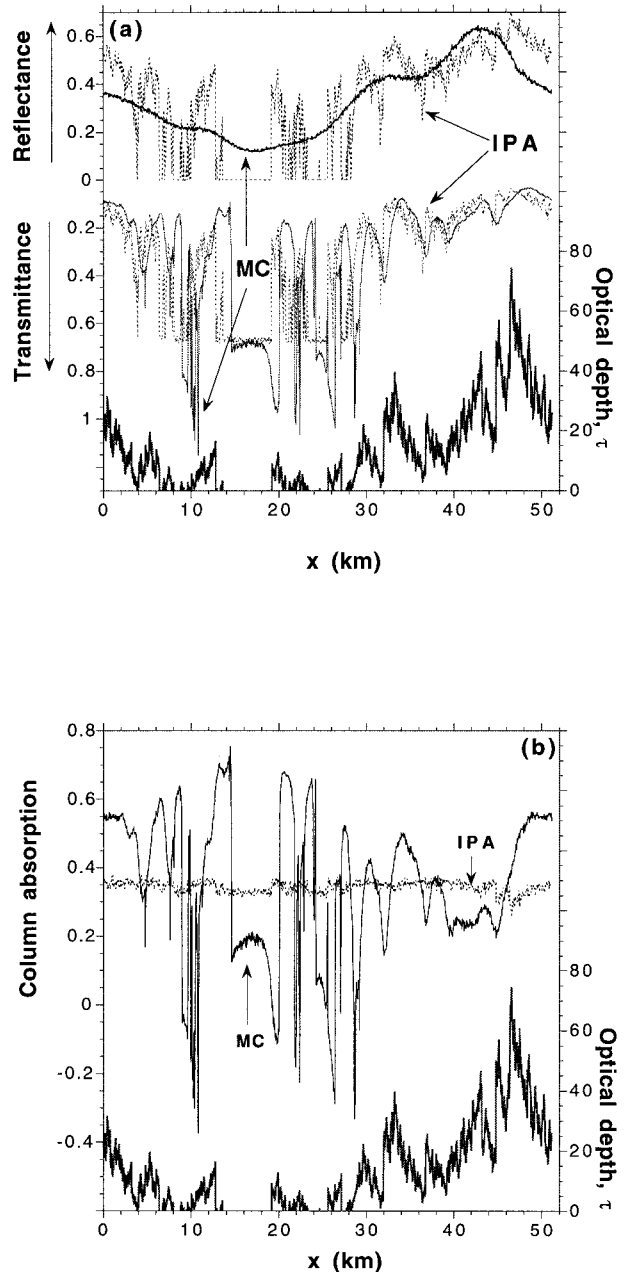 (a)
Reflectance
0.6
0.4
0.2
0
IPA
Transmittance
0.2
0.4
0.6
0.8
1
MC
80
60
40
20
0
Optical depth, τ
0 10 20 30 40 50
x (km)
(b)
Column absorption
0.8
0.6
0.4
0.2
0
-0.2
-0.4
IPA
MC
80
60
40
20
0
Optical depth, τ
0 10 20 30 40 50
x (km)